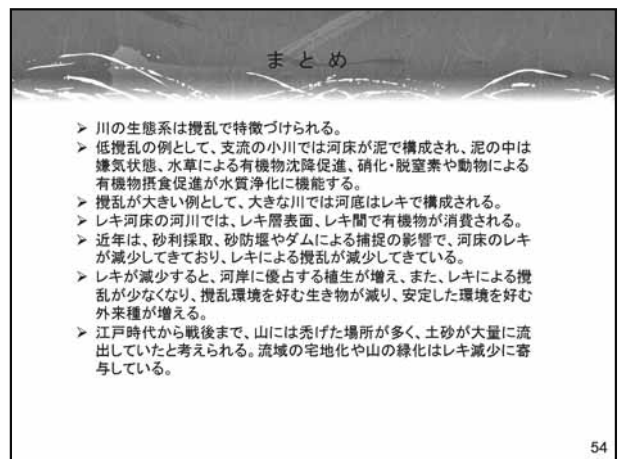 まとめ
➢ 川の生態系は攪乱で特徴づけられる。
➢ 低攪乱の例として、支流の小川では河床が泥で構成され、泥の中は
嫌気状態、水草による有機物沈降促進、硝化・脱窒素や動物による
有機物摂食促進が水質浄化に機能する。
➢ 攪乱が大きい例として、大きな川では河底はレキで構成される。
➢ レキ河床の河川では、レキ層表面、レキ間で有機物が消費される。
➢ 近年は、砂利採取、砂防堰やダムによる捕捉の影響で、河床のレキ
が減少してきており、レキによる攪乱が減少してきている。
➢ レキが減少すると、河岸に優占する植生が増え、また、レキによる攪
乱が少なくなり、攪乱環境を好む生き物が減り、安定した環境を好む
外来種が増える。
➢ 江戸時代から戦後まで、山には禿げた場所が多く、土砂が大量に流
出していたと考えられる。流域の宅地化や山の緑化はレキ減少に寄
与している。
54